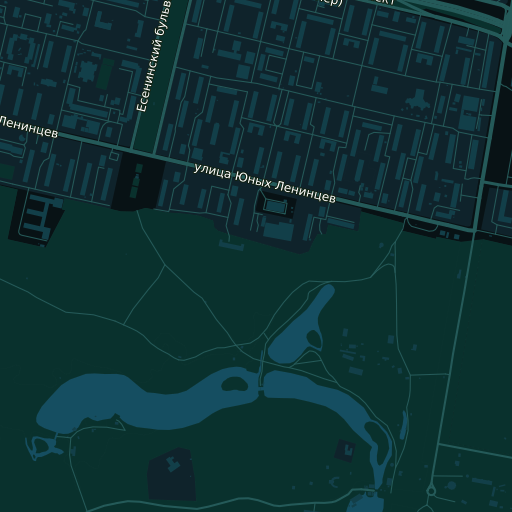 Есенинский бульв
Ленинцев
улица Юных Ленинцев